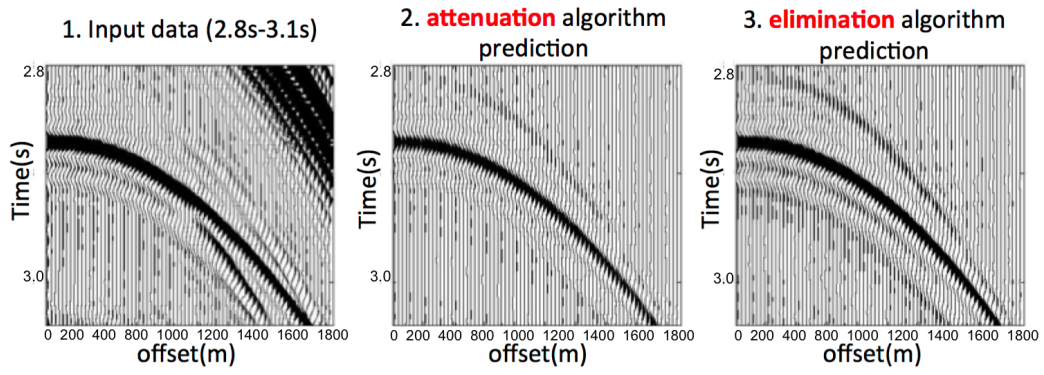 1. Input data (2.8s-3.1s)
2. attenuation algorithm
prediction
3. elimination algorithm
prediction
2.8
3.0
Time(s)
0 200 400 600 800 1000 1200 1400 1600 1800
offset(m)
2.8
3.0
Time(s)
0 200 400 600 800 1000 1200 1400 1600 1800
offset(m)
2.8
3.0
Time(s)
0 200 400 600 800 1000 1200 1400 1600 1800
offset(m)